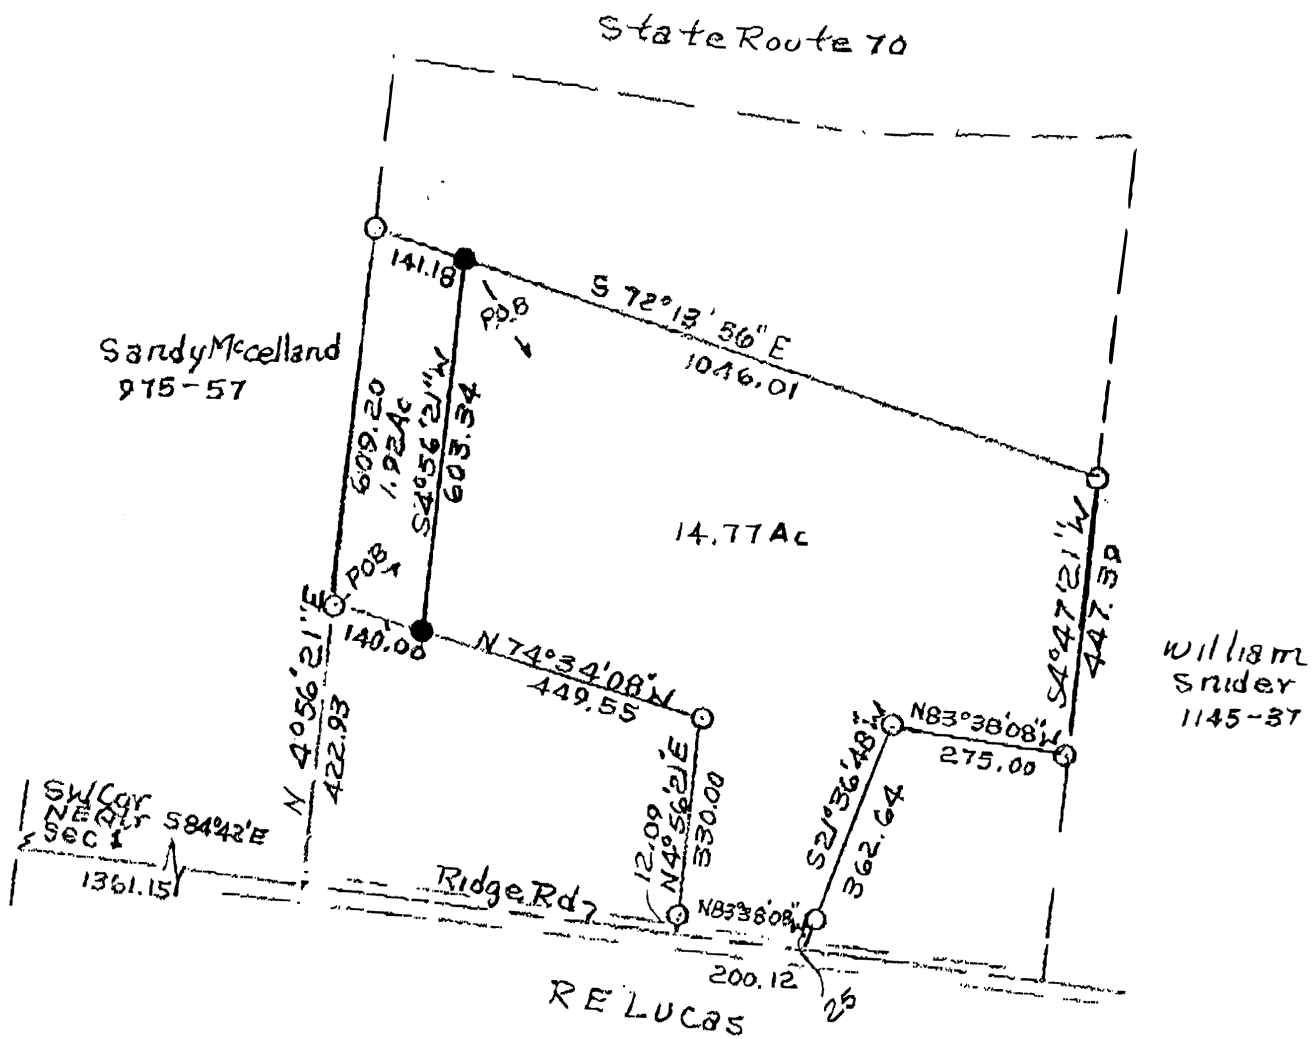 State Route 70
141.18
P.O.B
S 72°13'56" E
1046.01
Sandy McCelland
975-57
609.20
1.92 Ac
S4°56'21"W
603.34
14.77 Ac
S4°47'21"W
447.39
POB
140.00
N 74°34'08"W
449.55
William
Snider
1145-37
N 4°56'21"E
422.93
N83°38'08"W
275.00
S21°36'48"W
362.64
12.09
N4°56'21"E
330.00
SW Cor
NE Qtr
Sec 1
S84°42'E
1361.15
Ridge Rd
N83°38'08"W
200.12
25
R E Lucas